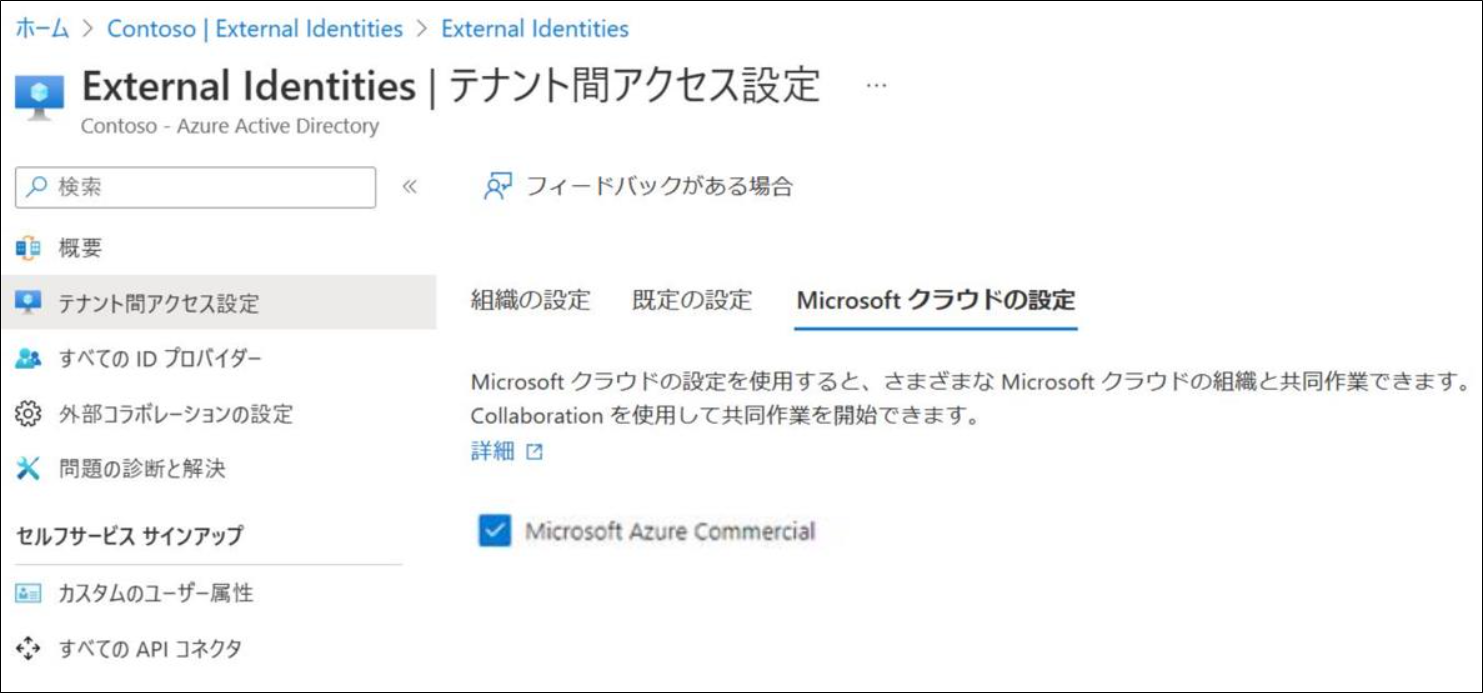 ホーム > Contoso | External Identities > External Identities
External Identities | テナント間アクセス設定 ...
Contoso - Azure Active Directory
検索 «
フィードバックがある場合
概要
テナント間アクセス設定
すべての ID プロバイダー
外部コラボレーションの設定
問題の診断と解決
セルフサービス サインアップ
カスタムのユーザー属性
すべての API コネクタ
組織の設定 既定の設定 Microsoft クラウドの設定
Microsoft クラウドの設定を使用すると、さまざまな Microsoft クラウドの組織と共同作業できます。
Collaboration を使用して共同作業を開始できます。
詳細
Microsoft Azure Commercial